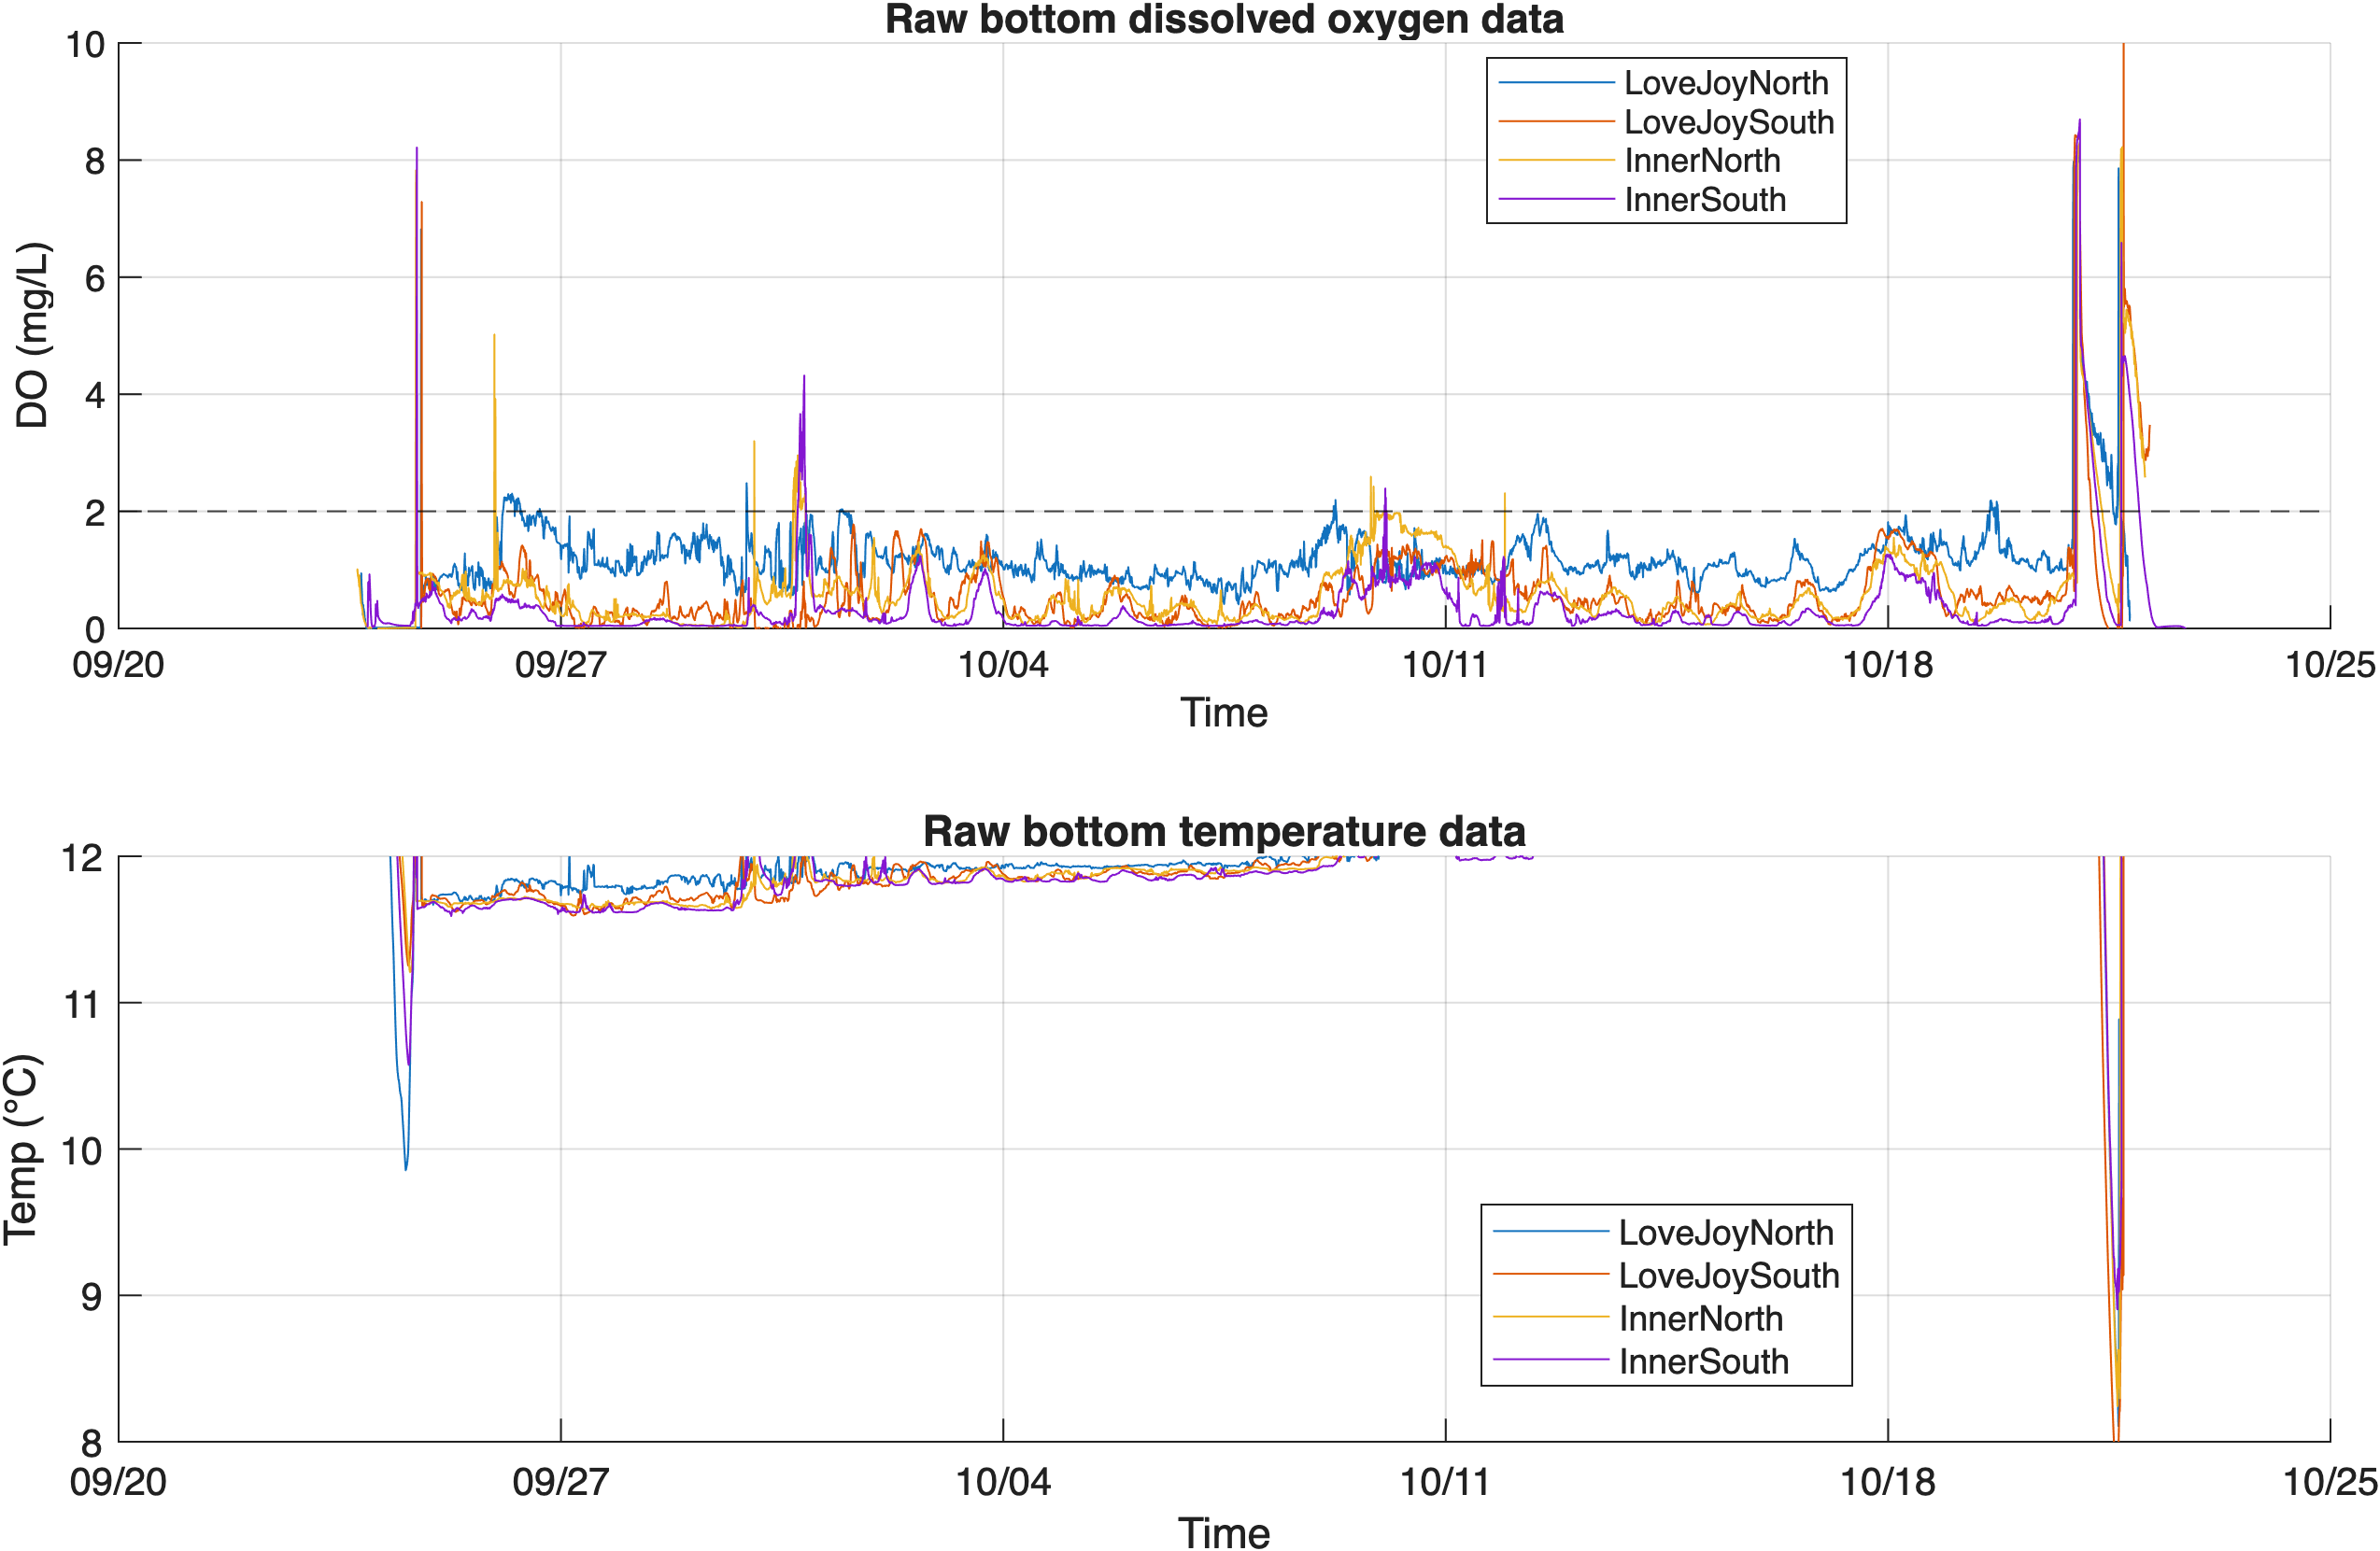 Raw bottom dissolved oxygen data
10
8
6
4
2
0
DO (mg/L)
LoveJoyNorth
LoveJoySouth
InnerNorth
InnerSouth
09/20 09/27 10/04 10/11 10/18 10/25
Time
Raw bottom temperature data
12
11
10
9
8
Temp (°C)
LoveJoyNorth
LoveJoySouth
InnerNorth
InnerSouth
09/20 09/27 10/04 10/11 10/18 10/25
Time